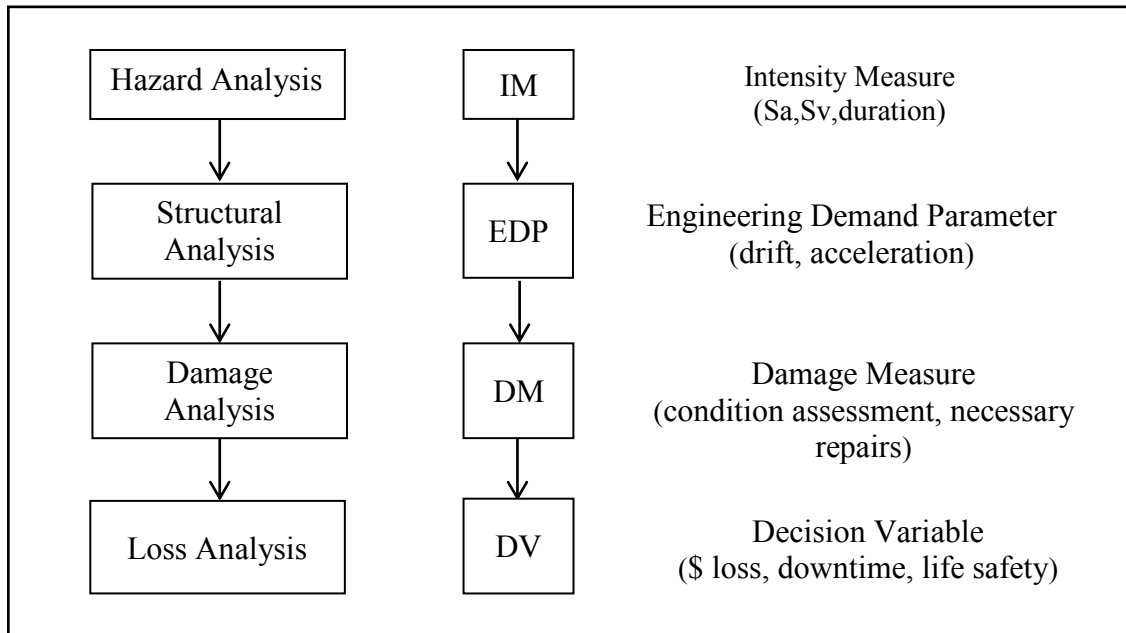 Hazard Analysis
IM
Intensity Measure
(Sa,Sv,duration)
Structural
Analysis
EDP
Engineering Demand Parameter
(drift, acceleration)
Damage
Analysis
DM
Damage Measure
(condition assessment, necessary
repairs)
Loss Analysis
DV
Decision Variable
($ loss, downtime, life safety)